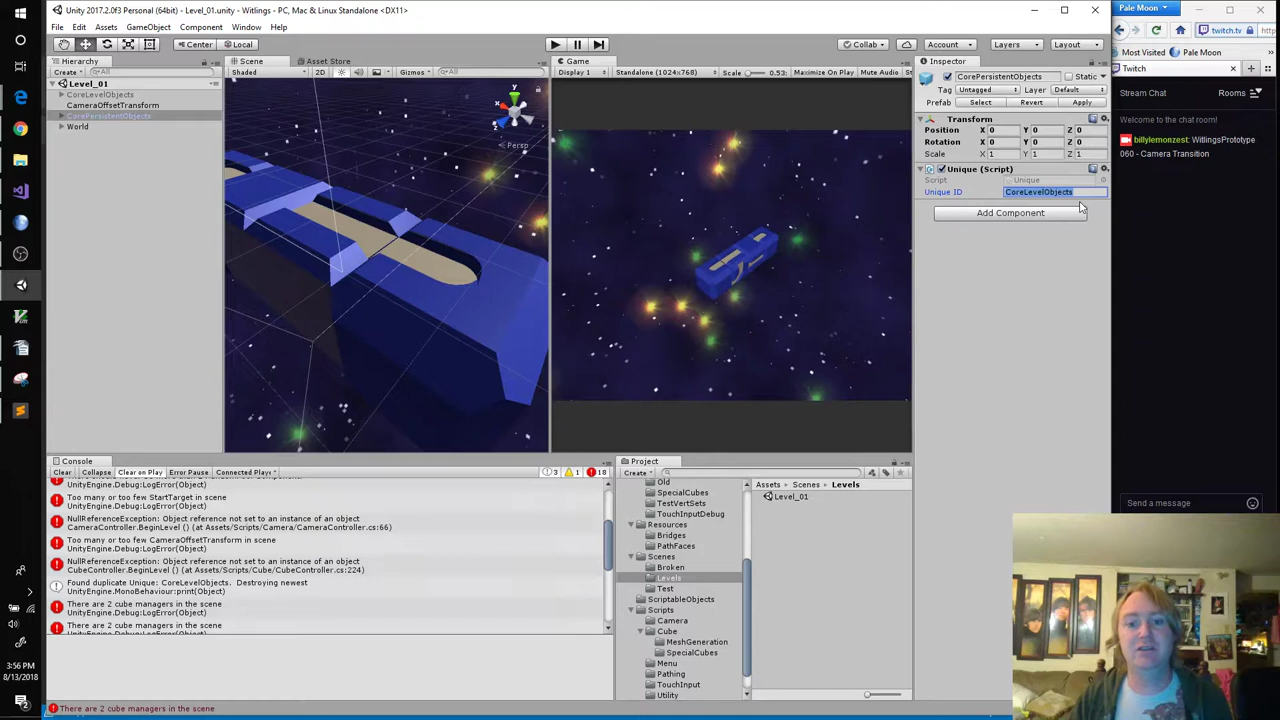 Unity 2017.2.0f3 Personal (64bit) - Level_01.unity - Witlings - PC, Mac & Linux Standalone <DX11>
Pale Moon
File Edit Assets GameObject Component Window Help
Center Local
Collab Account Layers Layout
twitch.tv http
Most Visited Pale Moon
Twitch
Hierarchy
Create All
Level_01
CoreLevelObjects
CameraOffsetTransform
CorePersistentObjects
World
Scene Asset Store
Shaded 2D Gizmos All
Persp
y
x
Game
Display 1 Standalone (1024x768) Scale 0.53 Maximize On Play Mute Audio S
Inspector
CorePersistentObjects Static
Tag Untagged Layer Default
Prefab Select Revert Apply
Transform
Position X 0 Y 0 Z 0
Rotation X 0 Y 0 Z 0
Scale X 1 Y 1 Z 1
Unique (Script)
Script Unique
Unique ID CoreLevelObjects
Add Component
Stream Chat Rooms
Welcome to the chat room!
billylemonzest: WitlingsPrototype
060 - Camera Transition
Send a message
Console
Clear Collapse Clear on Play Error Pause Connected Playe 3 1 18
UnityEngine.Debug:LogError(Object)
Too many or too few StartTarget in scene
UnityEngine.Debug:LogError(Object)
NullReferenceException: Object reference not set to an instance of an object
CameraController.BeginLevel () (at Assets/Scripts/Camera/CameraController.cs:66)
Too many or too few CameraOffsetTransform in scene
UnityEngine.Debug:LogError(Object)
NullReferenceException: Object reference not set to an instance of an object
CubeController.BeginLevel () (at Assets/Scripts/Cube/CubeController.cs:224)
Found duplicate Unique: CoreLevelObjects. Destroying newest
UnityEngine.MonoBehaviour:print(Object)
There are 2 cube managers in the scene
UnityEngine.Debug:LogError(Object)
There are 2 cube managers in the scene
UnityEngine.Debug:LogError(Object)
There are 2 cube managers in the scene
Project
Create
Old
SpecialCubes
TestVertSets
TouchInputDebug
Resources
Bridges
PathFaces
Scenes
Broken
Levels
Test
ScriptableObjects
Scripts
Camera
Cube
MeshGeneration
SpecialCubes
Menu
Pathing
TouchInput
Utility
Assets Scenes Levels
Level_01
3:56 PM
8/13/2018
2